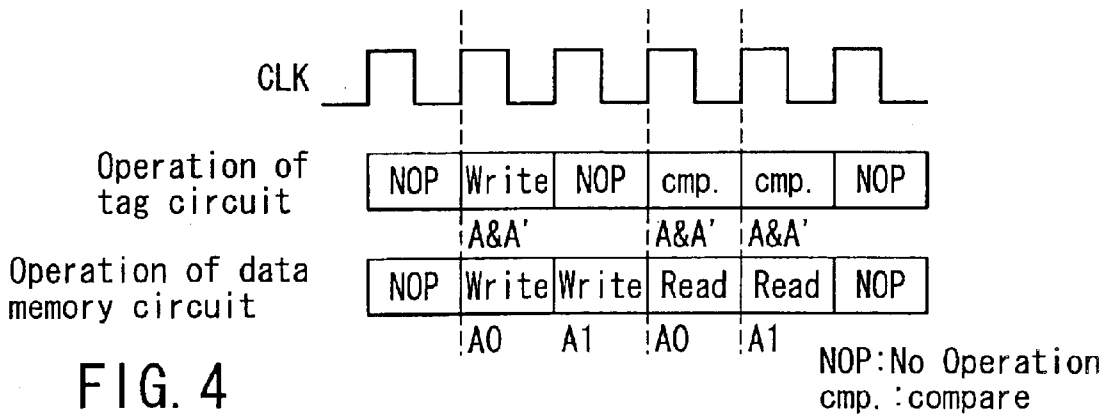 CLK
Operation of
tag circuit
NOP Write NOP cmp. cmp. NOP
A&A' A&A' A&A'
Operation of data
memory circuit
NOP Write Write Read Read NOP
A0 A1 A0 A1
NOP:No Operation
cmp.:compare
FIG. 4